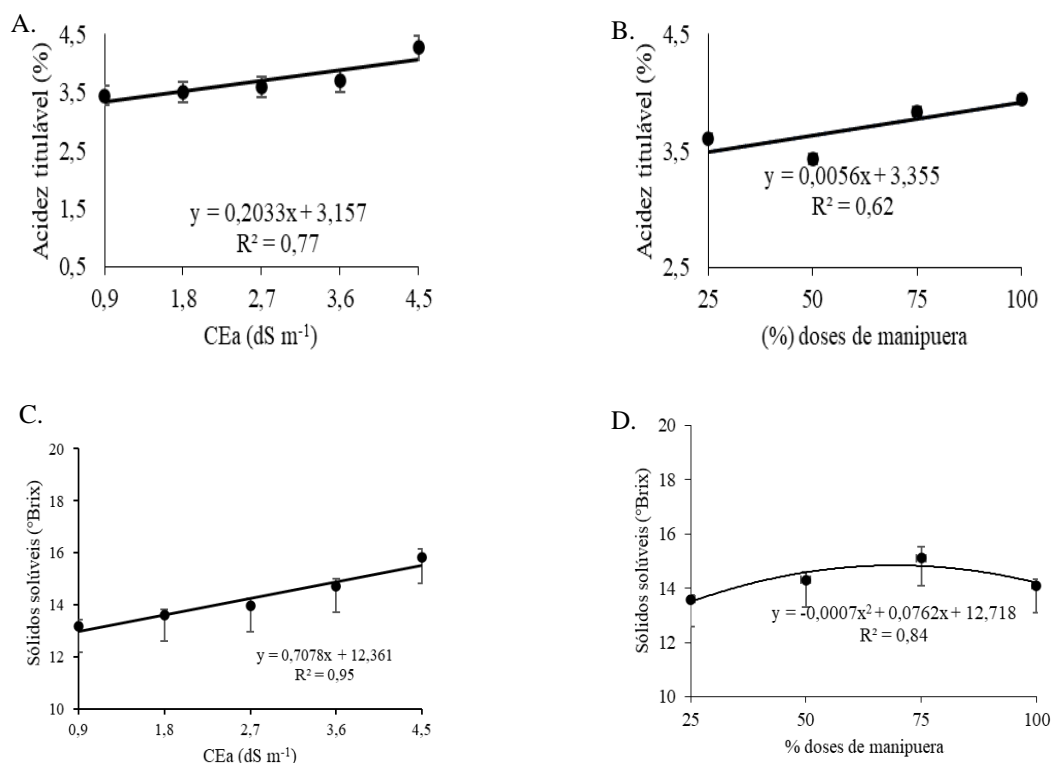 A.
4,5
3,5
2,5
1,5
0,5
Acidez titulável (%)
y = 0,2033x + 3,157
R² = 0,77
0,9 1,8 2,7 3,6 4,5
CEa (dS m⁻¹)
B.
4,5
3,5
2,5
Acidez titulável (%)
y = 0,0056x + 3,355
R² = 0,62
25 50 75 100
(%) doses de manipuera
C.
20
18
16
14
12
10
Sólidos solúveis (°Brix)
y = 0,7078x + 12,361
R² = 0,95
0,9 1,8 2,7 3,6 4,5
CEa (dS m⁻¹)
D.
20
18
16
14
12
10
Sólidos solúveis (°Brix)
y = -0,0007x² + 0,0762x + 12,718
R² = 0,84
25 50 75 100
% doses de manipuera